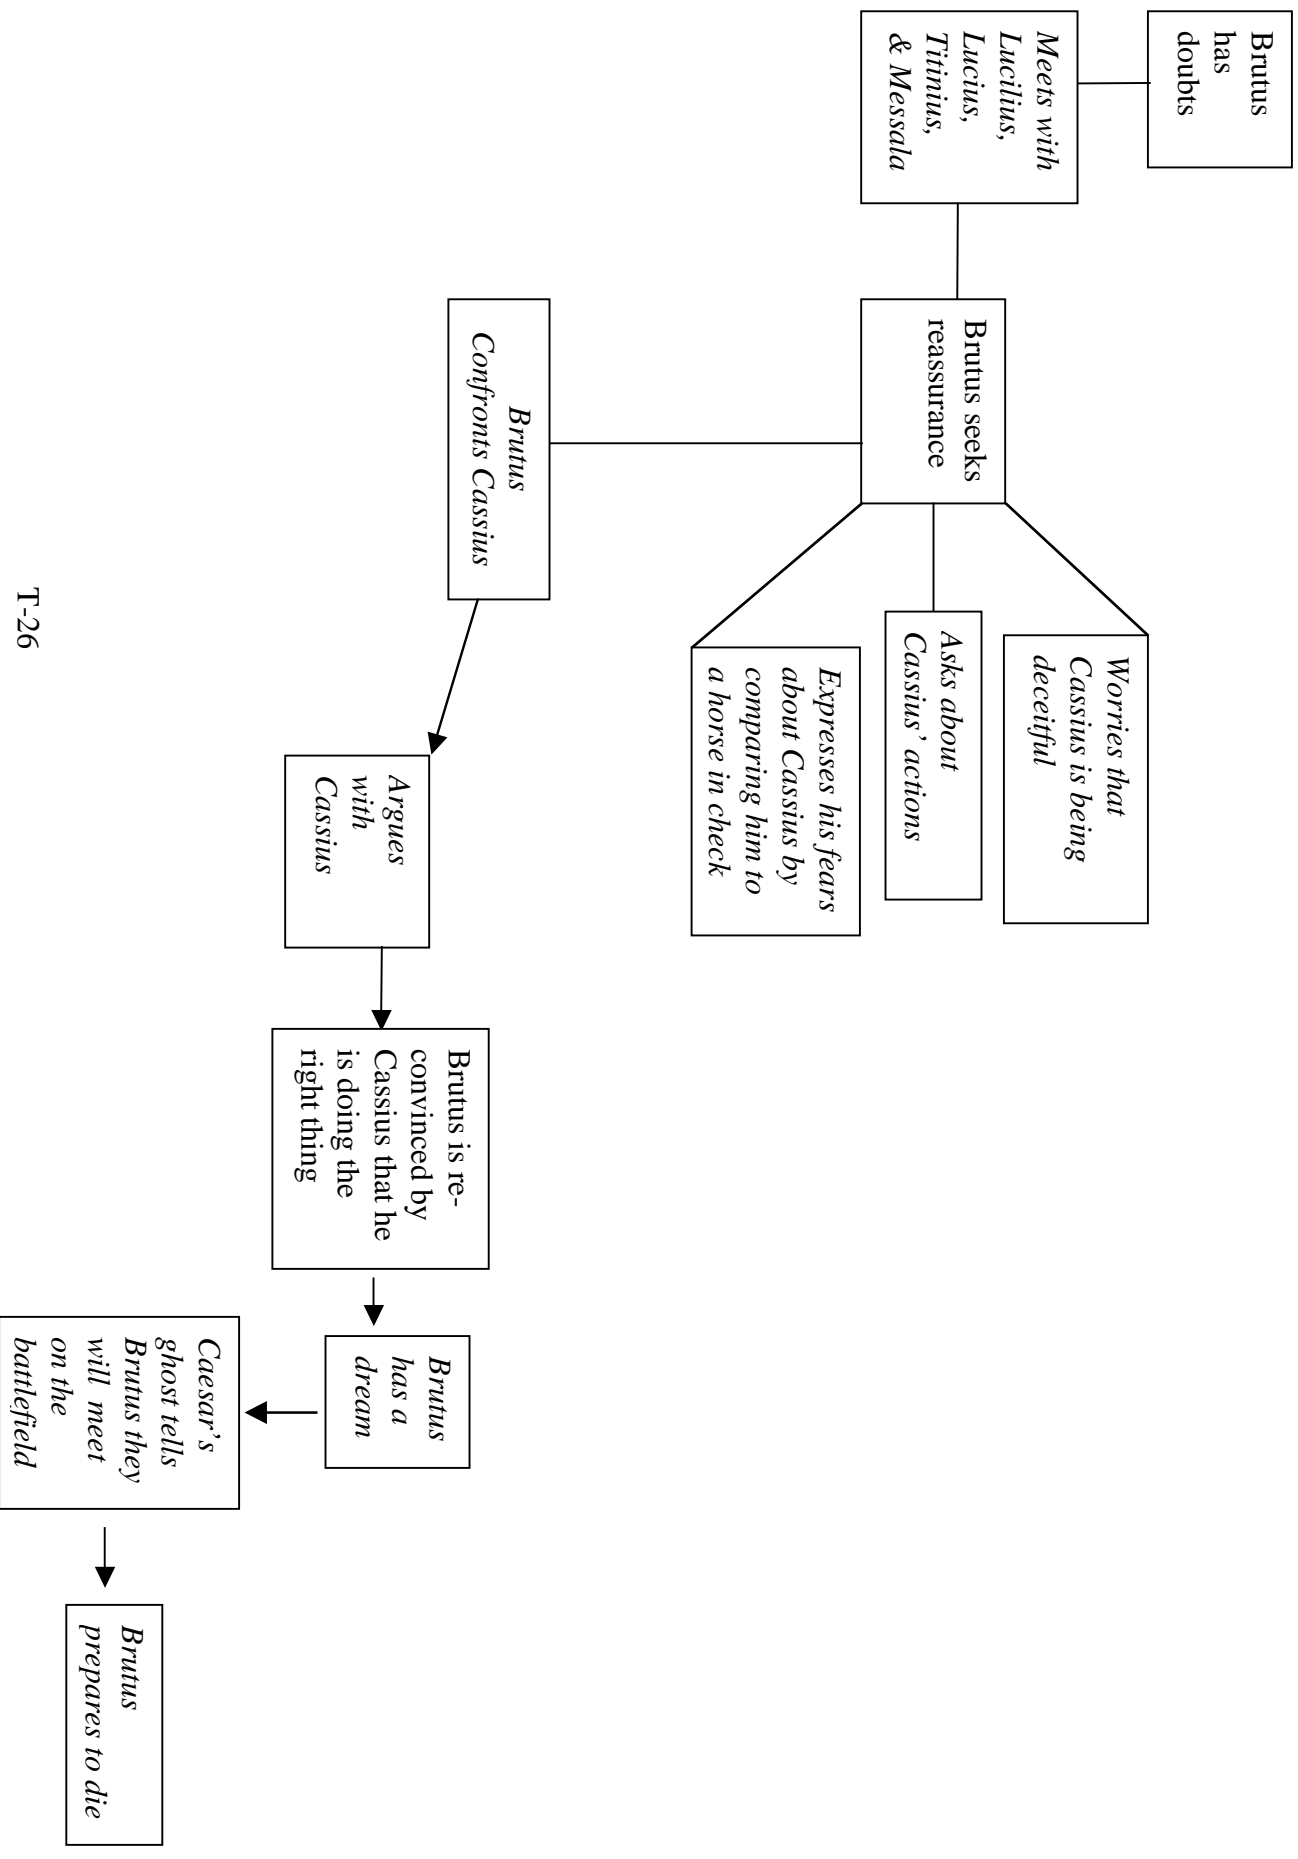 Brutus
has
doubts
Meets with
Lucilius,
Lucius,
Titinius,
& Messala
Brutus seeks
reassurance
Worries that
Cassius is being
deceitful
Asks about
Cassius' actions
Expresses his fears
about Cassius by
comparing him to
a horse in check
Brutus
Confronts Cassius
Argues
with
Cassius
Brutus is re-
convinced by
Cassius that he
is doing the
right thing
Brutus
has a
dream
Caesar's
ghost tells
Brutus they
will meet
on the
battlefield
Brutus
prepares to die
T-26